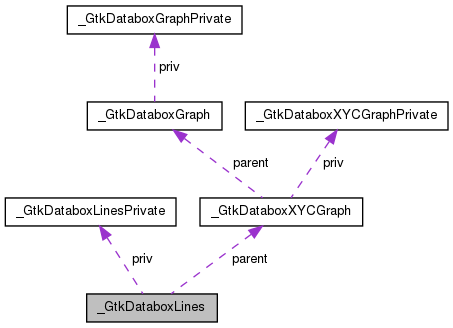 _GtkDataboxGraphPrivate
priv
_GtkDataboxGraph
_GtkDataboxXYCGraphPrivate
parent
priv
_GtkDataboxLinesPrivate
_GtkDataboxXYCGraph
priv
parent
_GtkDataboxLines